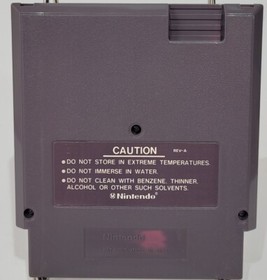 CAUTION REV-A
●DO NOT STORE IN EXTREME TEMPERATURES.
●DO NOT IMMERSE IN WATER.
●DO NOT CLEAN WITH BENZENE, THINNER,
ALCOHOL OR OTHER SUCH SOLVENTS.
®Nintendo®